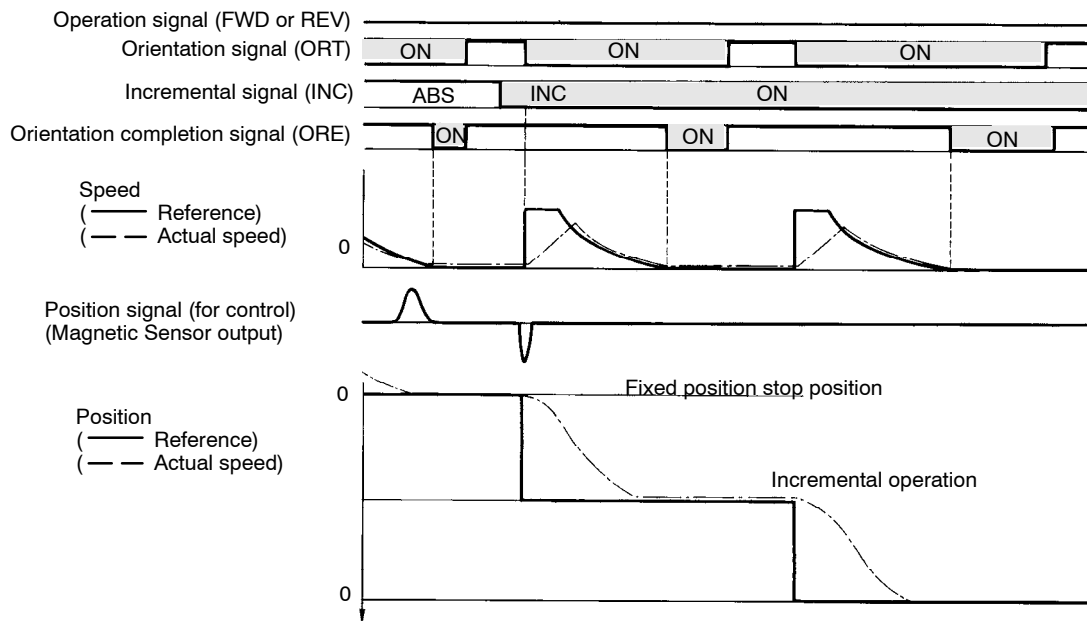 Operation signal (FWD or REV)
Orientation signal (ORT)
ON ON ON
Incremental signal (INC)
ABS INC ON
Orientation completion signal (ORE)
ON ON ON
Speed
( —— Reference)
( — — Actual speed)
0
Position signal (for control)
(Magnetic Sensor output)
0
Fixed position stop position
Position
( —— Reference)
( — — Actual speed)
Incremental operation
0